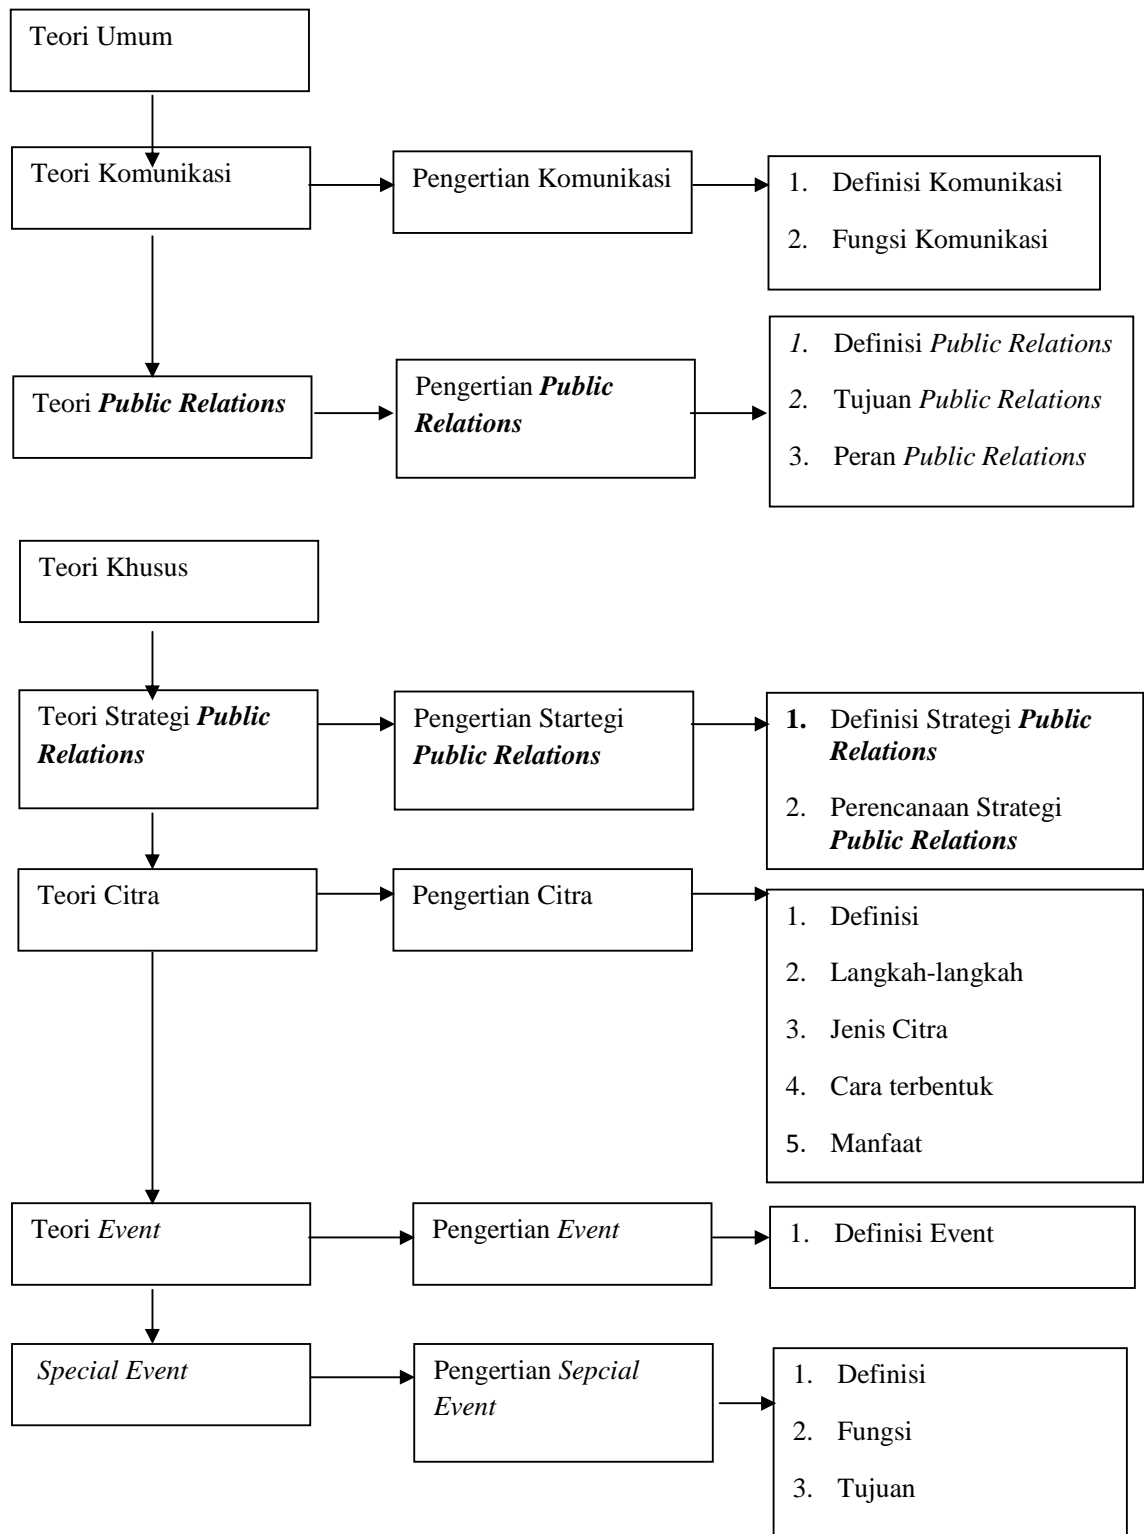 Teori Umum
Teori Komunikasi
Pengertian Komunikasi
1. Definisi Komunikasi
2. Fungsi Komunikasi
Teori Public Relations
Pengertian Public
Relations
1. Definisi Public Relations
2. Tujuan Public Relations
3. Peran Public Relations
Teori Khusus
Teori Strategi Public
Relations
Pengertian Startegi
Public Relations
1. Definisi Strategi Public
Relations
2. Perencanaan Strategi
Public Relations
Teori Citra
Pengertian Citra
1. Definisi
2. Langkah-langkah
3. Jenis Citra
4. Cara terbentuk
5. Manfaat
Teori Event
Pengertian Event
1. Definisi Event
Special Event
Pengertian Sepcial
Event
1. Definisi
2. Fungsi
3. Tujuan